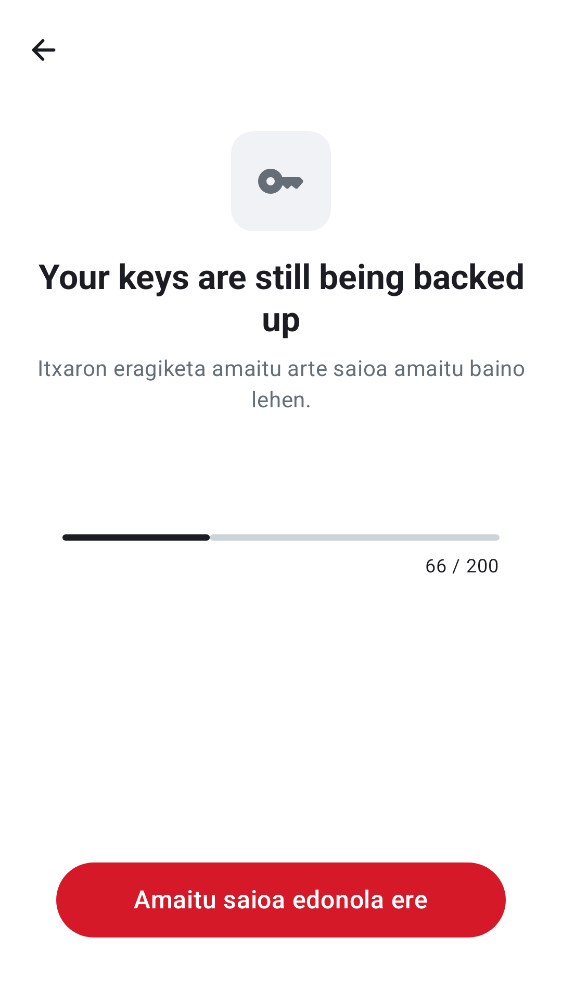 Your keys are still being backed
up
Itxaron eragiketa amaitu arte saioa amaitu baino
lehen.
66 / 200
Amaitu saioa edonola ere